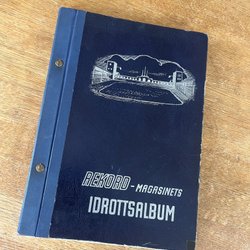 REKORD - MAGASINETS
IDROTTSALBUM